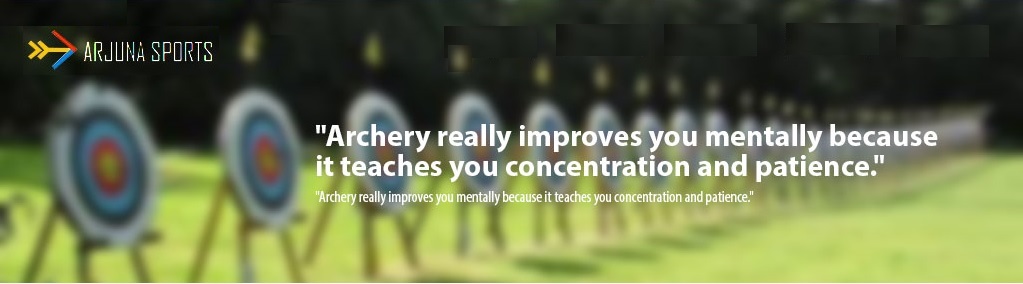 ARJUNA SPORTS
"Archery really improves you mentally because
it teaches you concentration and patience."
"Archery really improves you mentally because it teaches you concentration and patience."